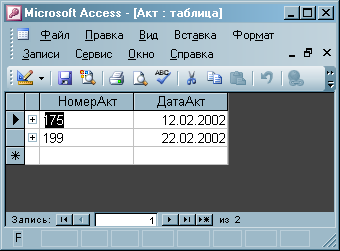 Microsoft Access - [Акт : таблица]
Файл Правка Вид Вставка Формат
Записи Сервис Окно Справка
ABC
НомерАкт ДатаАкт
175 12.02.2002
199 22.02.2002
Запись: 1 из 2
F